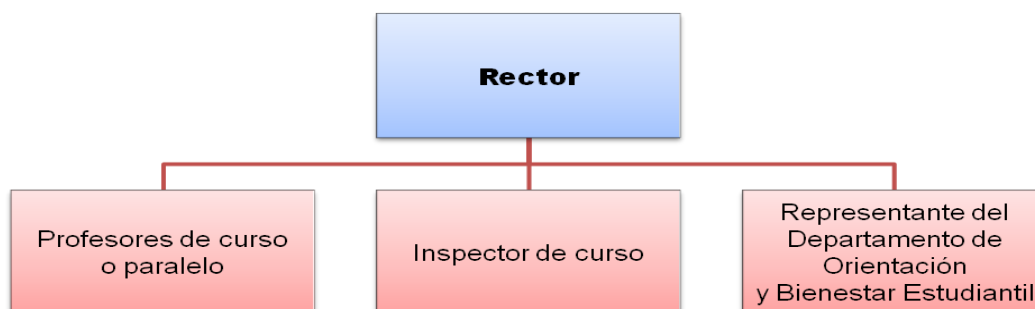 Rector
Profesores de curso
o paralelo
Inspector de curso
Representante del
Departamento de
Orientación
y Bienestar Estudiantil